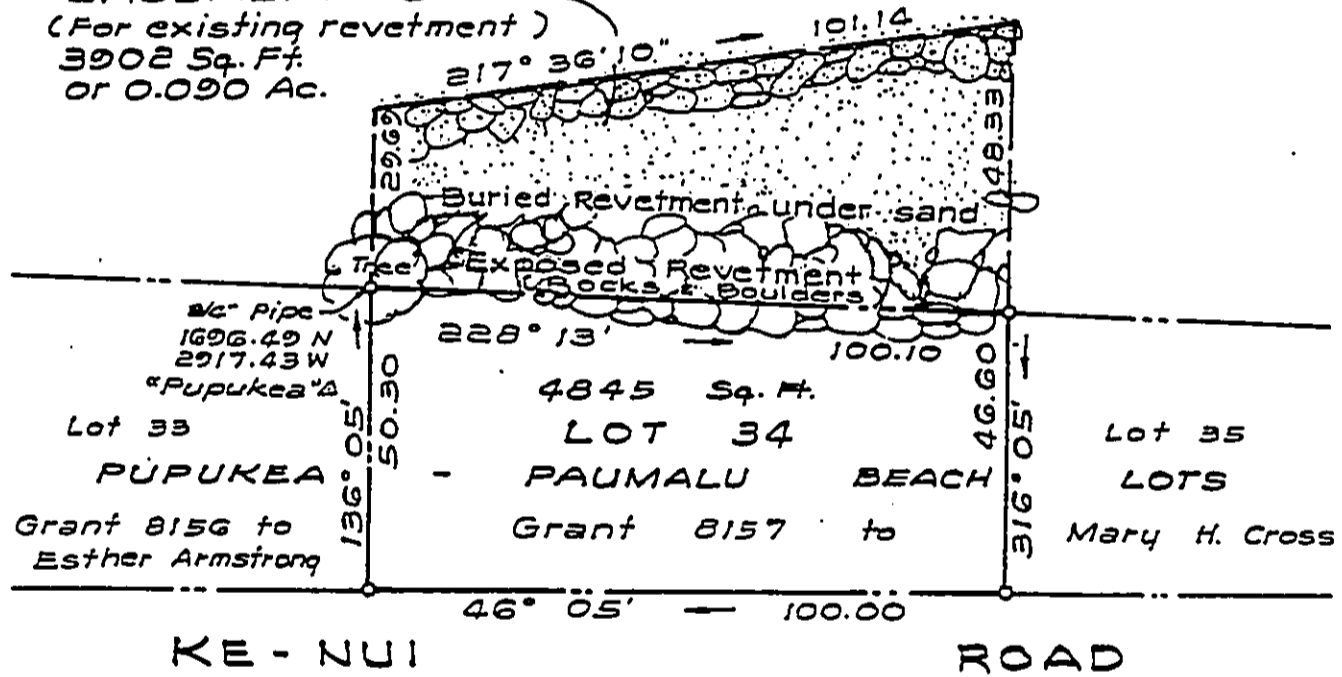 (For existing revetment)
3902 Sq. Ft.
or 0.090 Ac.
217° 36' 10" 101.14
29.69
48.33
Buried Revetment under sand
Tree
Exposed Revetment
Rocks & Boulders
Pipe
1696.49 N
2917.43 W
"Pupukea"
228° 13' 100.10
136° 05' 50.30
4845 Sq. Ft.
46.60
316° 05'
Lot 33
LOT 34
Lot 35
PUPUKEA - PAUMALU BEACH LOTS
Grant 8156 to
Esther Armstrong
Grant 8157 to
Mary H. Cross
46° 05' 100.00
KE-NUI ROAD